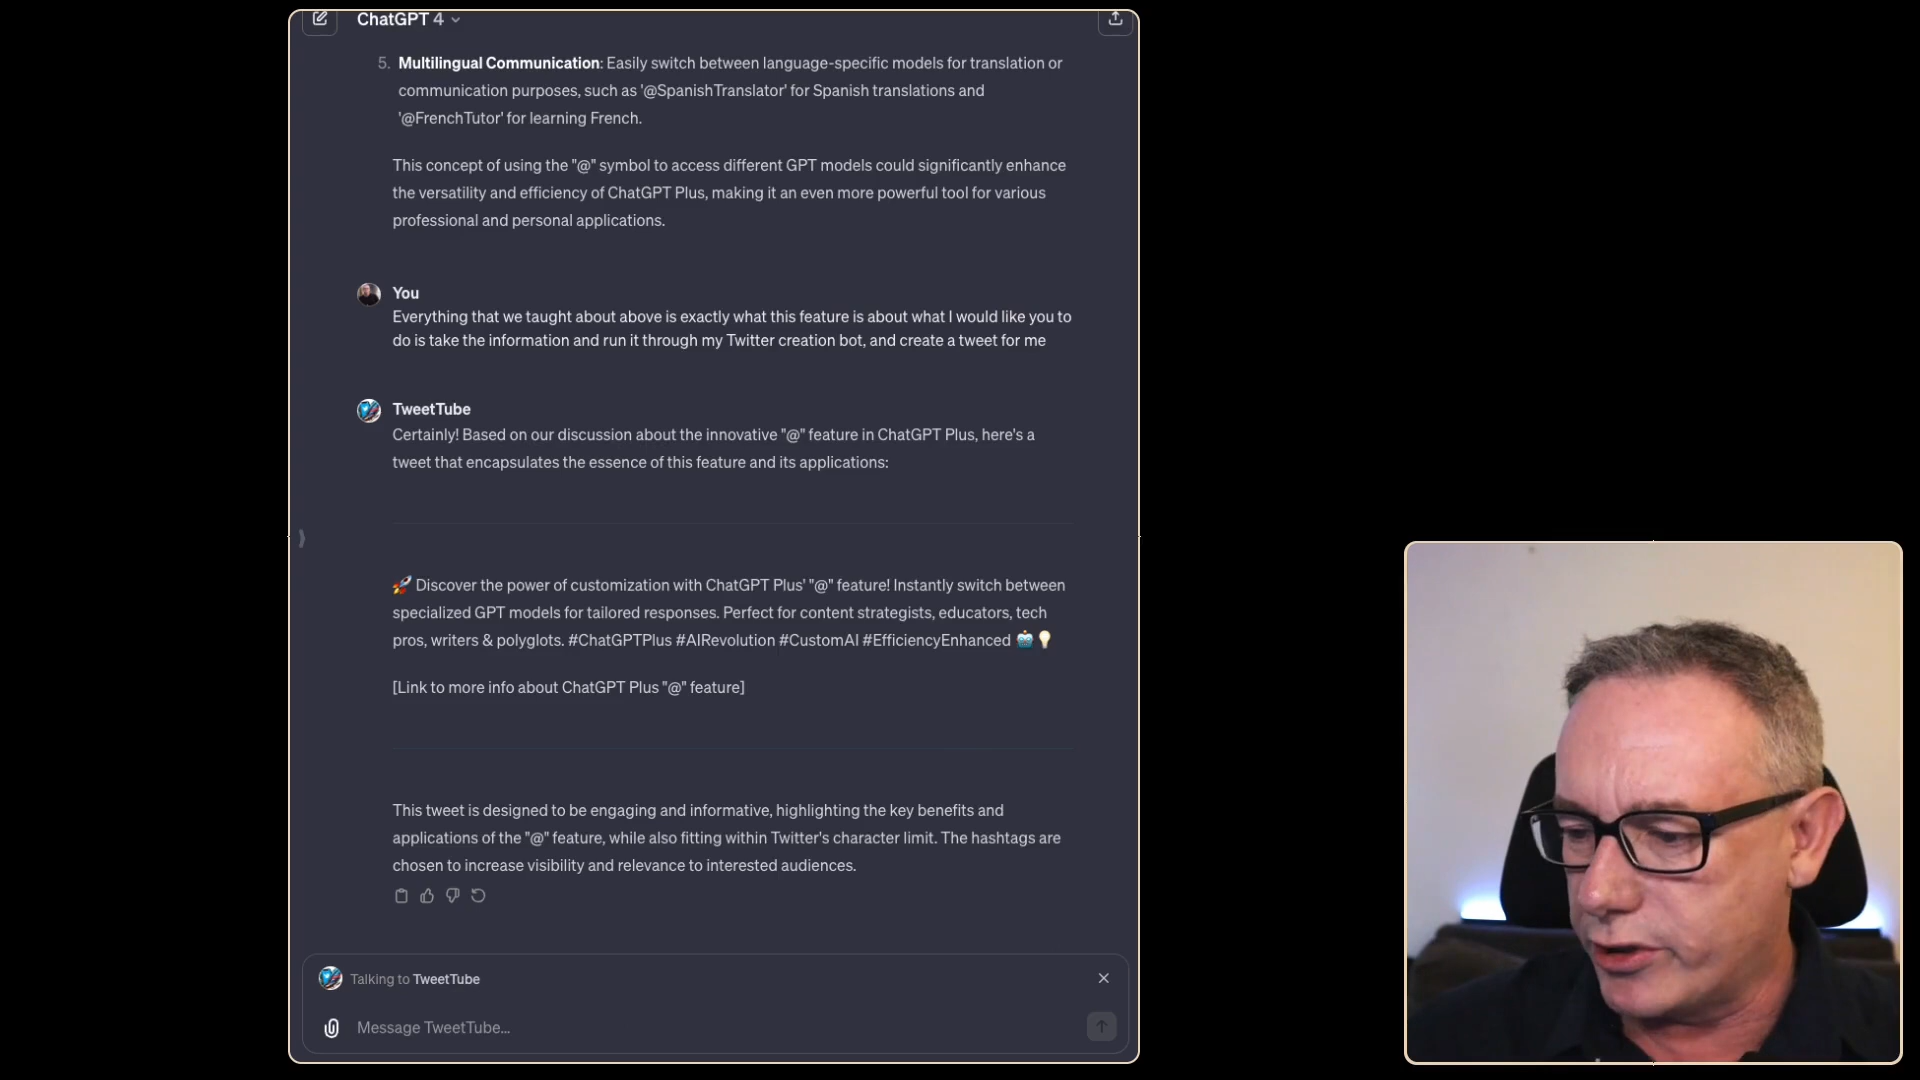 ChatGPT 4
5. Multilingual Communication: Easily switch between language-specific models for translation or
communication purposes, such as '@SpanishTranslator' for Spanish translations and
'@FrenchTutor' for learning French.
This concept of using the "@" symbol to access different GPT models could significantly enhance
the versatility and efficiency of ChatGPT Plus, making it an even more powerful tool for various
professional and personal applications.
You
Everything that we taught about above is exactly what this feature is about what I would like you to
do is take the information and run it through my Twitter creation bot, and create a tweet for me
TweetTube
Certainly! Based on our discussion about the innovative "@" feature in ChatGPT Plus, here's a
tweet that encapsulates the essence of this feature and its applications:
🚀 Discover the power of customization with ChatGPT Plus' "@" feature! Instantly switch between
specialized GPT models for tailored responses. Perfect for content strategists, educators, tech
pros, writers & polyglots. #ChatGPTPlus #AIRevolution #CustomAI #EfficiencyEnhanced 🤖💡
[Link to more info about ChatGPT Plus "@" feature]
This tweet is designed to be engaging and informative, highlighting the key benefits and
applications of the "@" feature, while also fitting within Twitter's character limit. The hashtags are
chosen to increase visibility and relevance to interested audiences.
Talking to TweetTube
Message TweetTube...